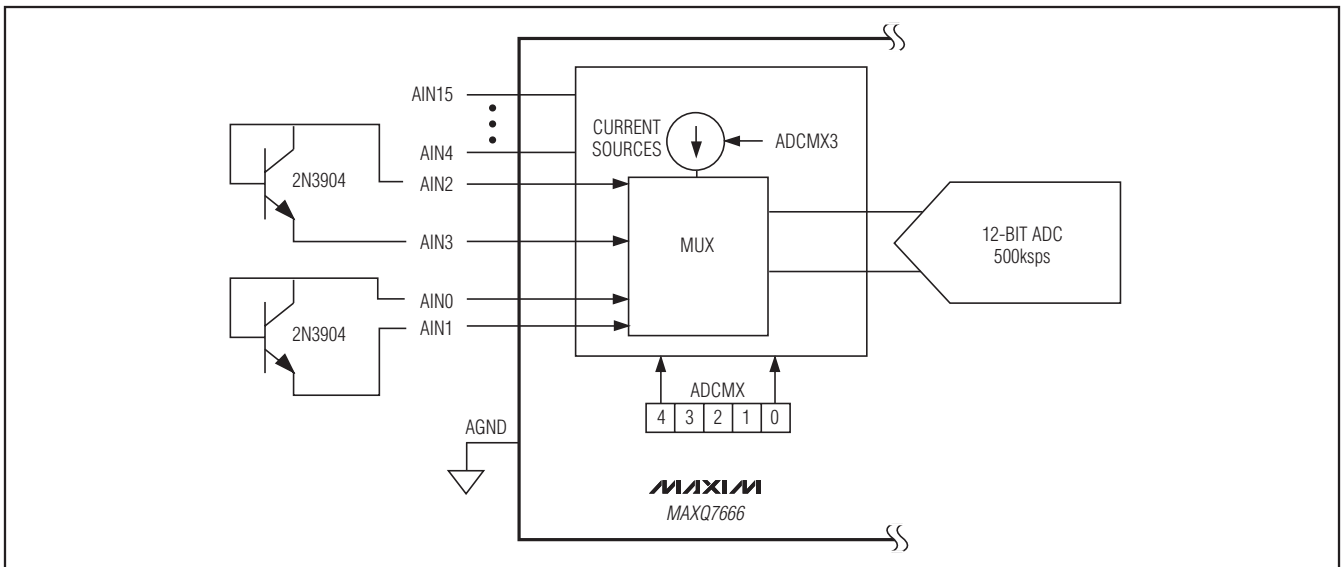 AIN15
AIN4
CURRENT
SOURCES
ADCMX3
2N3904
AIN2
AIN3
MUX
12-BIT ADC
500ksps
AIN0
2N3904
AIN1
ADCMX
4 3 2 1 0
AGND
MAXIM
MAXQ7666